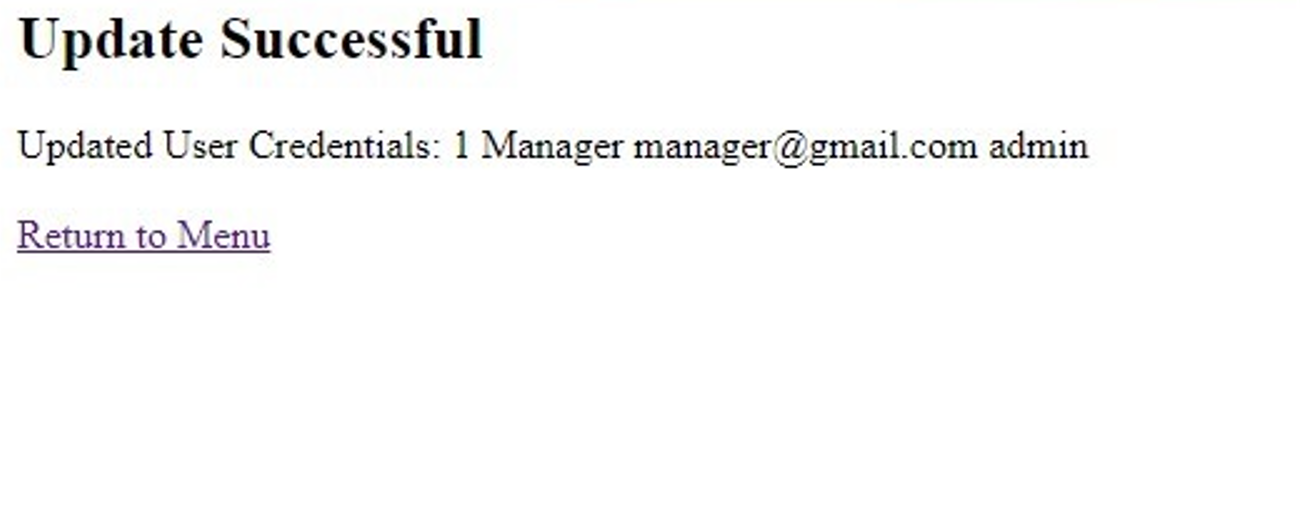 Update Successful
Updated User Credentials: 1 Manager manager@gmail.com admin
Return to Menu